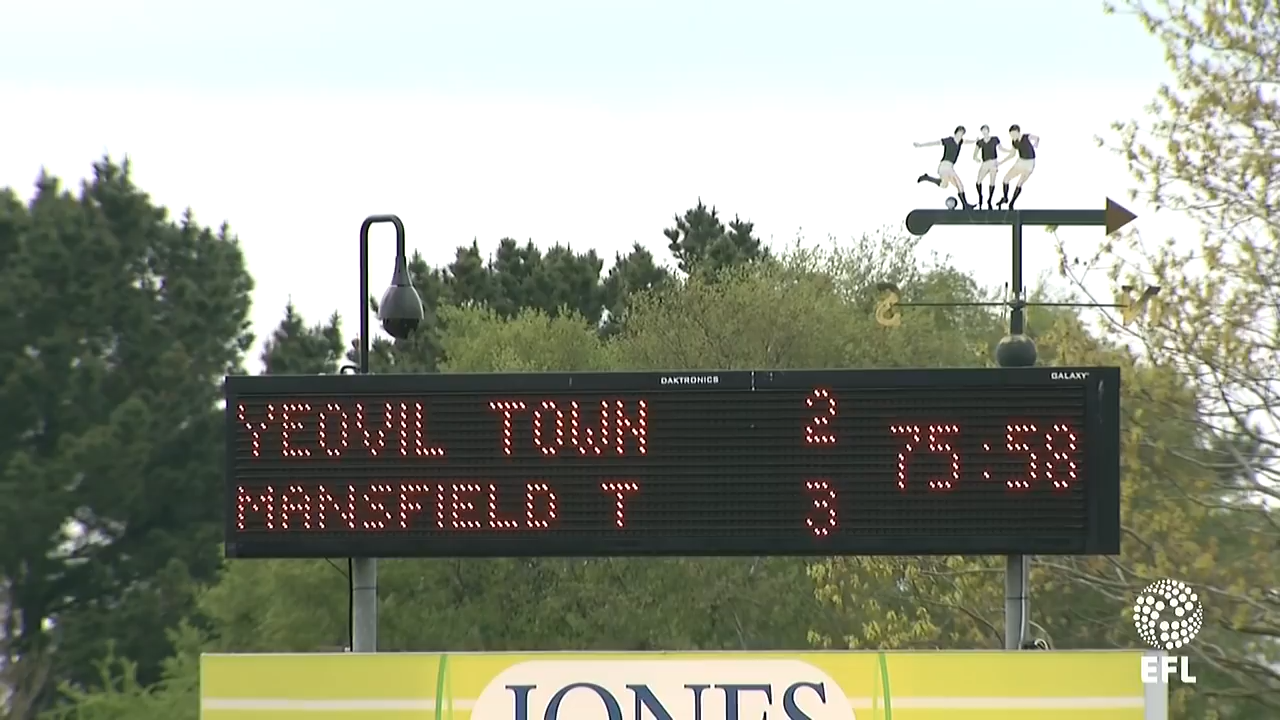 DAKTRONICS
GALAXY
YEOVIL TOWN 2
75:58
MANSFIELD T 3
EFL
JONES